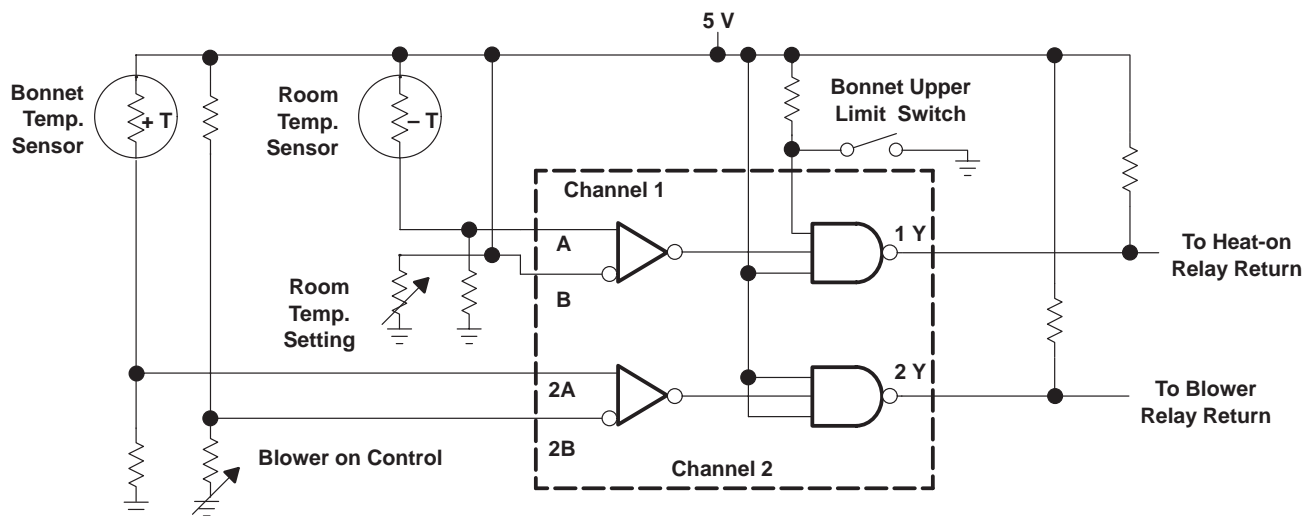 5 V
Bonnet
Temp.
Sensor
+ T
Room
Temp.
Sensor
– T
Bonnet Upper
Limit Switch
Channel 1
A
B
1 Y
To Heat-on
Relay Return
Room
Temp.
Setting
2A
2B
2 Y
To Blower
Relay Return
Blower on Control
Channel 2